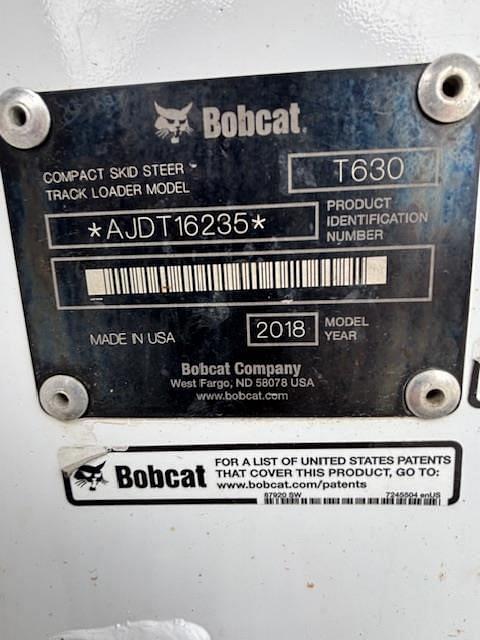 Bobcat.
COMPACT SKID STEER
TRACK LOADER MODEL
T630
*AJDT16235*
PRODUCT
IDENTIFICATION
NUMBER
MADE IN USA
2018
MODEL
YEAR
Bobcat Company
West Fargo, ND 58078 USA
www.bobcat.com
Bobcat
FOR A LIST OF UNITED STATES PATENTS
THAT COVER THIS PRODUCT, GO TO:
www.bobcat.com/patents
87920 SW
7245504 enUS